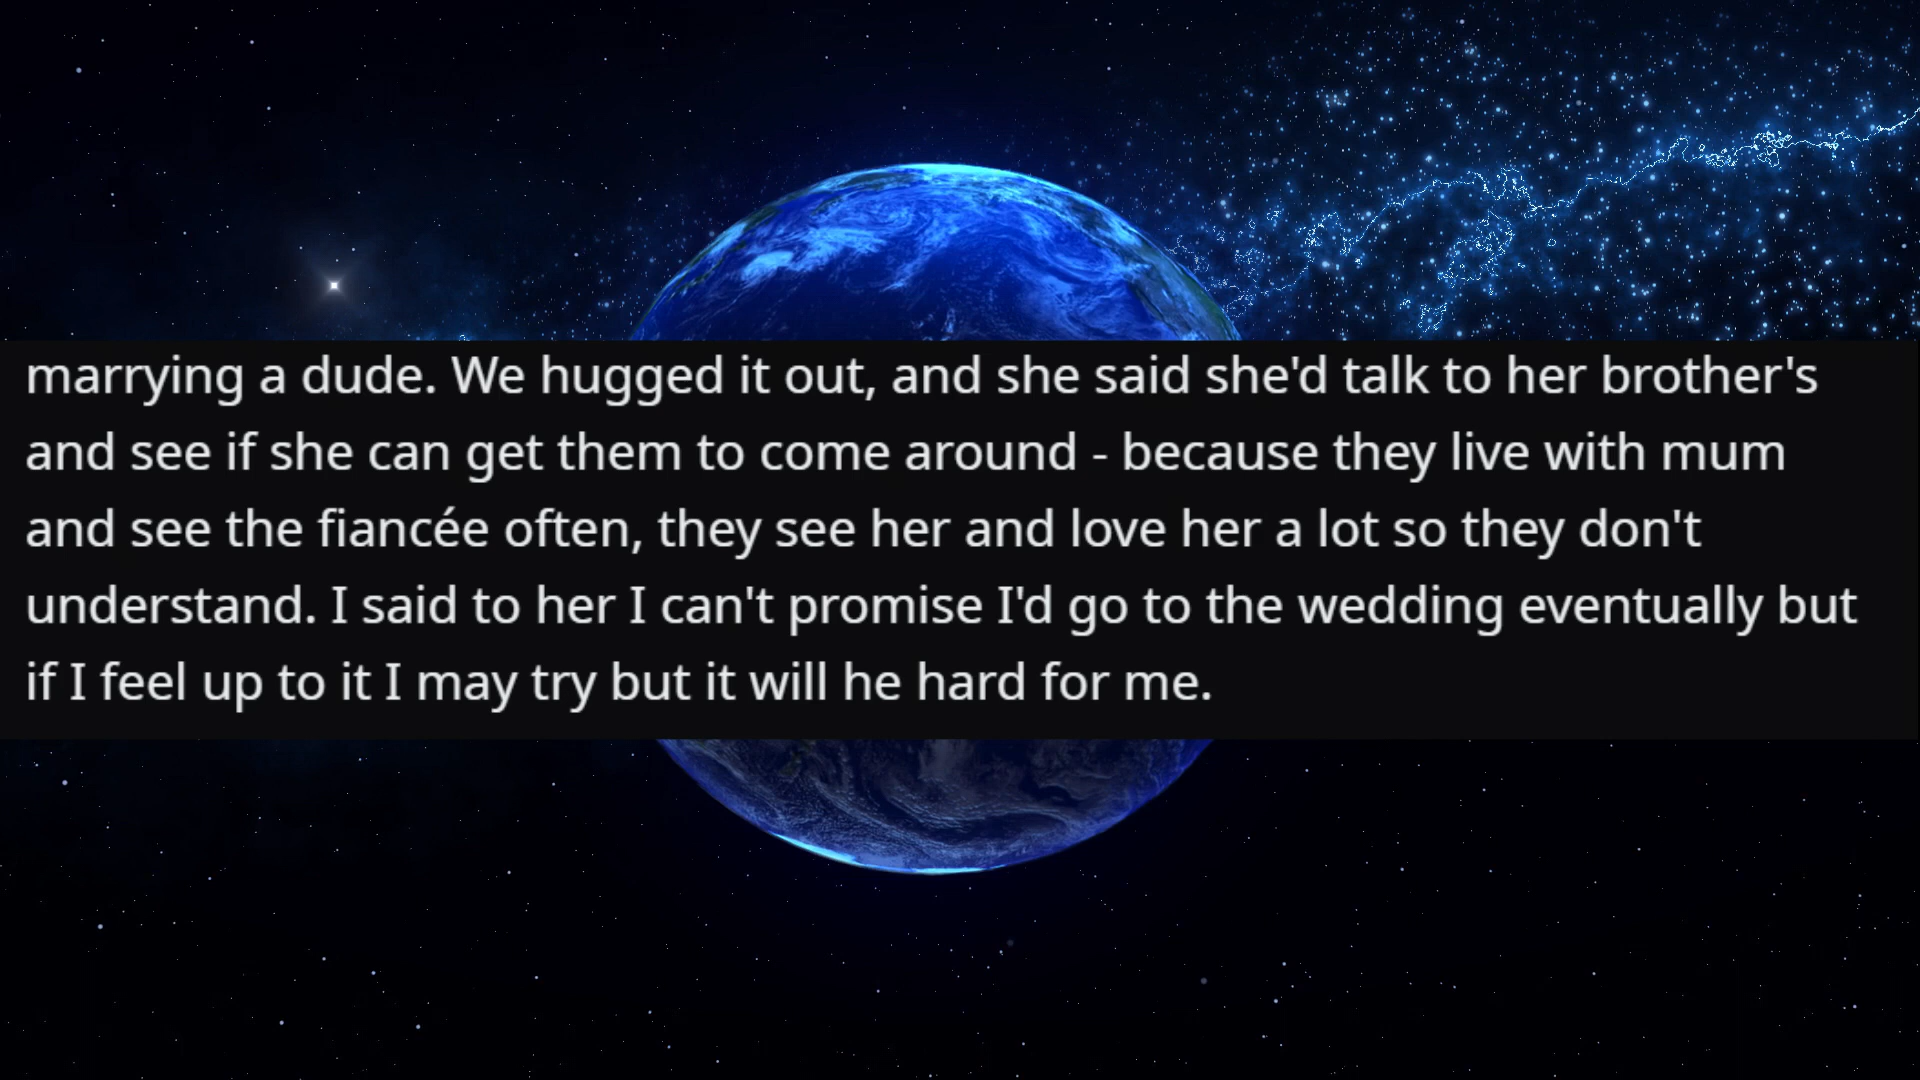 marrying a dude. We hugged it out, and she said she'd talk to her brother's
and see if she can get them to come around - because they live with mum
and see the fiancée often, they see her and love her a lot so they don't
understand. I said to her I can't promise I'd go to the wedding eventually but
if I feel up to it I may try but it will he hard for me.